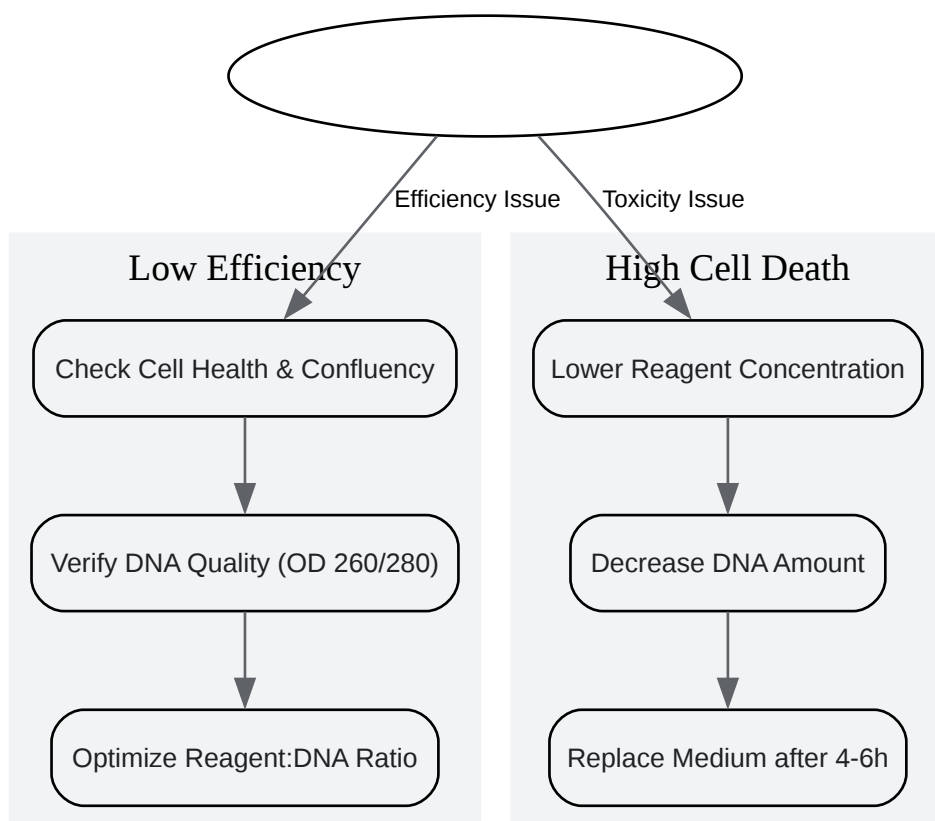 Efficiency Issue
Toxicity Issue
Low Efficiency
High Cell Death
Check Cell Health & Confluency
Lower Reagent Concentration
Verify DNA Quality (OD 260/280)
Decrease DNA Amount
Optimize Reagent:DNA Ratio
Replace Medium after 4-6h